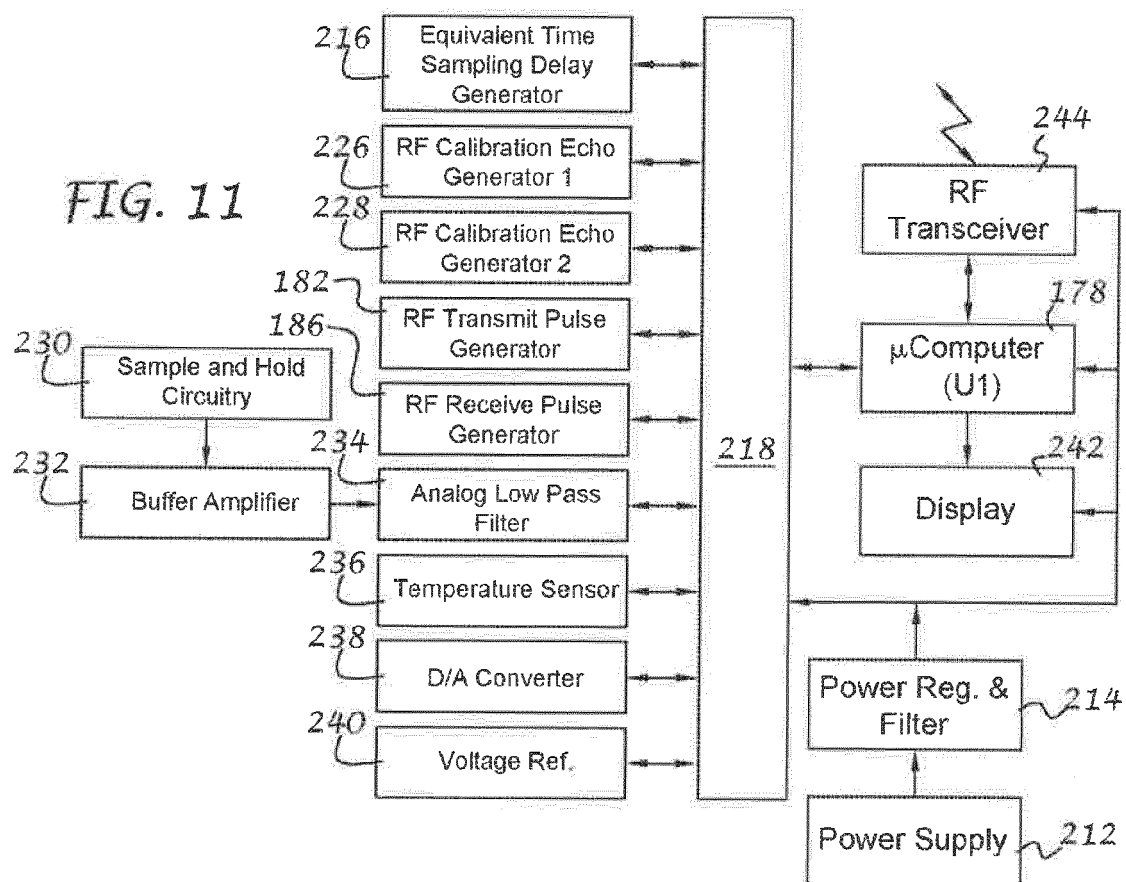 216
Equivalent Time
Sampling Delay
Generator
226
RF Calibration Echo
Generator 1
FIG. 11
228
RF Calibration Echo
Generator 2
182
RF Transmit Pulse
Generator
186
RF Receive Pulse
Generator
230
Sample and Hold
Circuitry
232
Buffer Amplifier
234
Analog Low Pass
Filter
236
Temperature Sensor
238
D/A Converter
240
Voltage Ref.
218
244
RF
Transceiver
178
µComputer
(U1)
242
Display
Power Reg. &
Filter
214
Power Supply
212